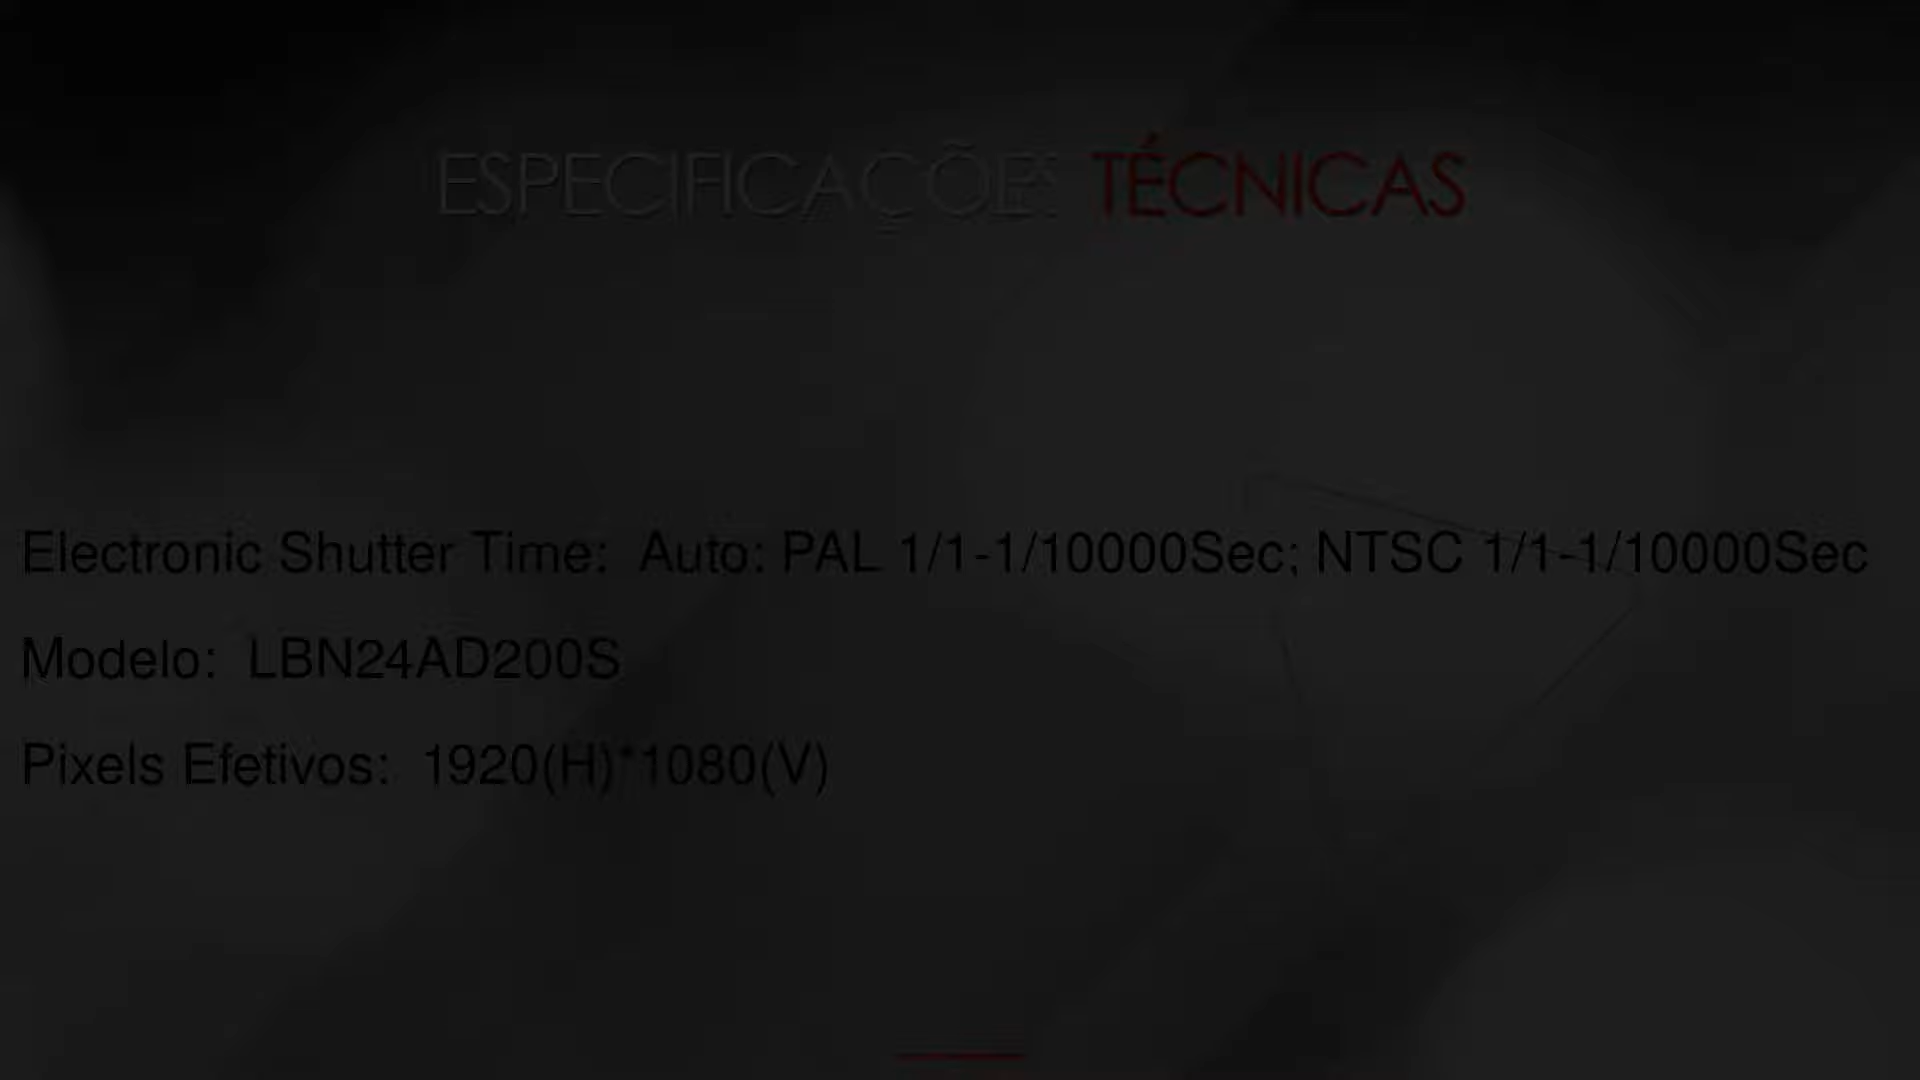 ESPECIFICAÇÕES TÉCNICAS
Electronic Shutter Time: Auto: PAL 1/1-1/10000Sec; NTSC 1/1-1/10000Sec
Modelo: LBN24AD200S
Pixels Efetivos: 1920(H)*1080(V)